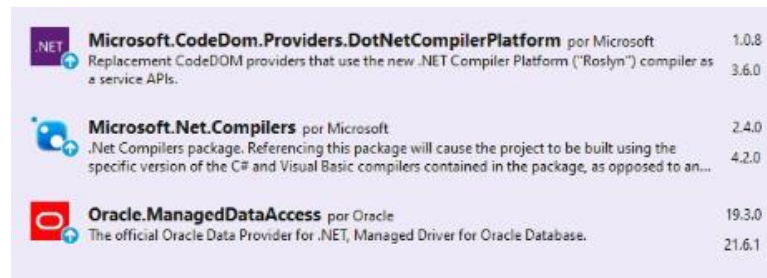 .NET
Microsoft.CodeDom.Providers.DotNetCompilerPlatform por Microsoft 1.0.8
Replacement CodeDOM providers that use the new .NET Compiler Platform ("Roslyn") compiler as 3.6.0
a service APIs.
Microsoft.Net.Compilers por Microsoft 2.4.0
.Net Compilers package. Referencing this package will cause the project to be built using the 4.2.0
specific version of the C# and Visual Basic compilers contained in the package, as opposed to an...
Oracle.ManagedDataAccess por Oracle 19.3.0
The official Oracle Data Provider for .NET, Managed Driver for Oracle Database. 21.6.1